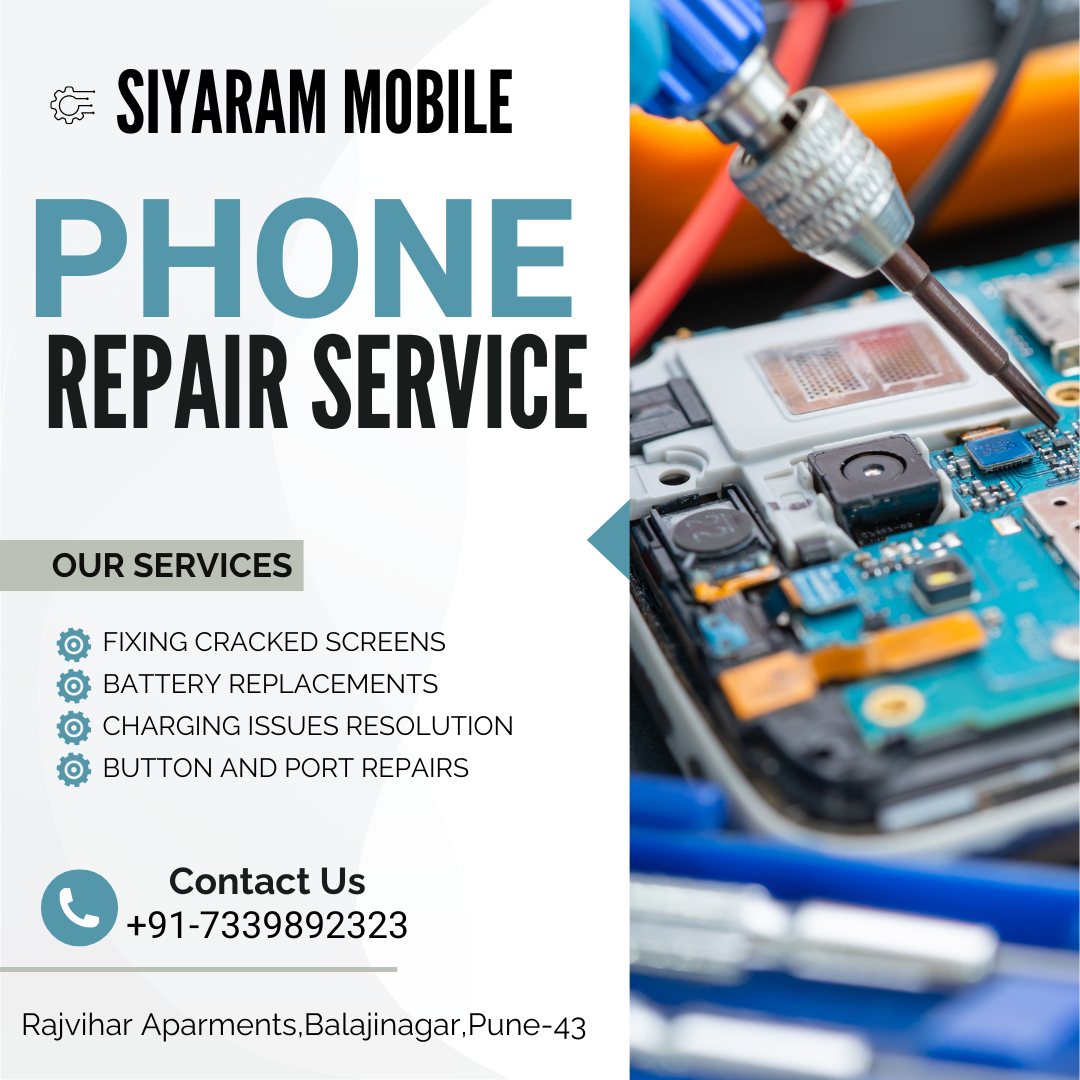 SIYARAM MOBILE
PHONE
REPAIR SERVICE
OUR SERVICES
FIXING CRACKED SCREENS
BATTERY REPLACEMENTS
CHARGING ISSUES RESOLUTION
BUTTON AND PORT REPAIRS
Contact Us
+91-7339892323
Rajvihar Aparments,Balajinagar,Pune-43